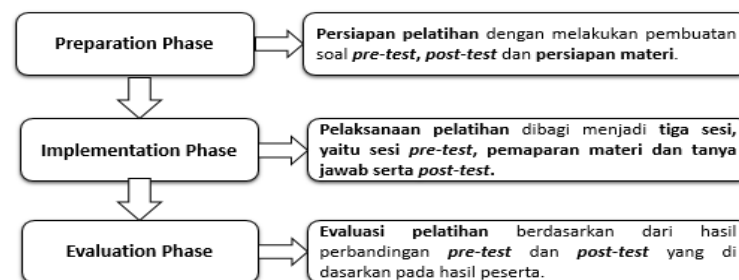 Preparation Phase
Persiapan pelatihan dengan melakukan pembuatan
soal pre-test, post-test dan persiapan materi.
Implementation Phase
Pelaksanaan pelatihan dibagi menjadi tiga sesi,
yaitu sesi pre-test, pemaparan materi dan tanya
jawab serta post-test.
Evaluation Phase
Evaluasi pelatihan berdasarkan dari hasil
perbandingan pre-test dan post-test yang di
dasarkan pada hasil peserta.